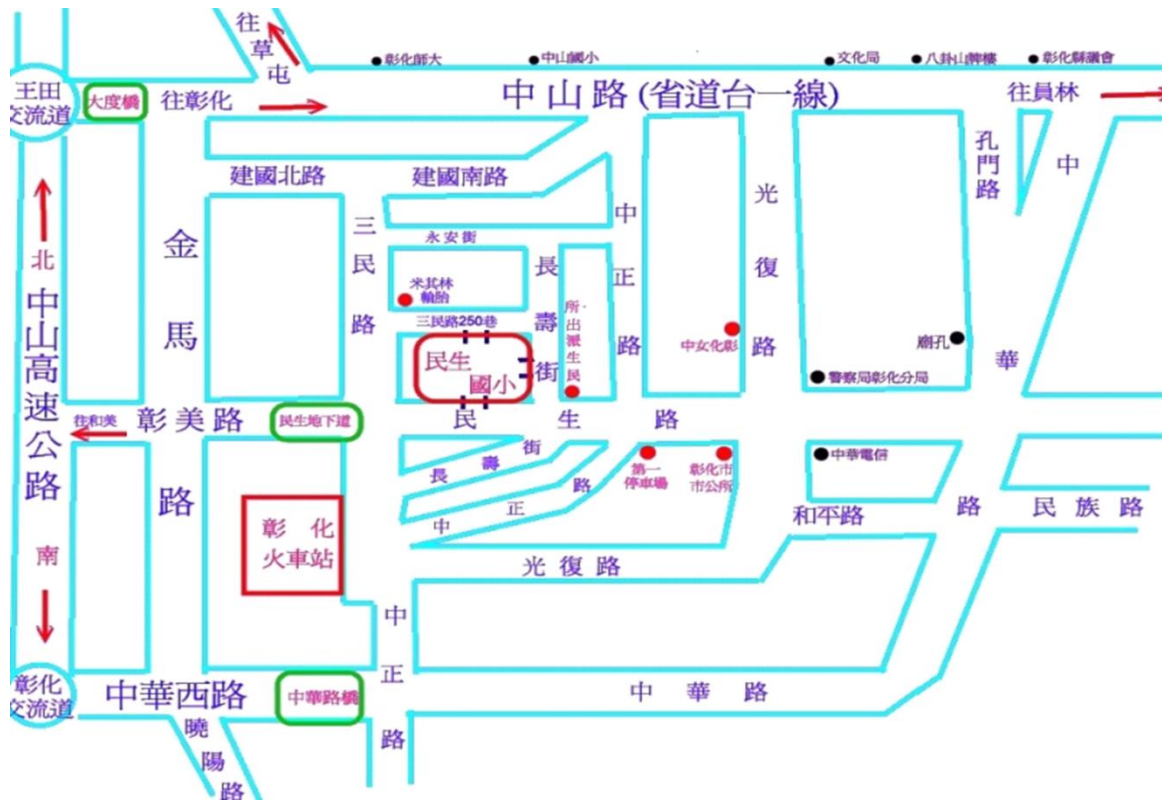 往草屯
彰化師大
中山國小
文化局
八卦山牌樓
彰化縣議會
王田
交流道
大度橋
往彰化
中山路(省道台一線)
往員林
建國北路
建國南路
孔門路
中華路
金馬路
三民路
永安街
長壽街
中正路
光復路
北
中山高速公路
南
米其林
輪胎
三民路250巷
民生
國小
所出派生民
中女化彰
廟孔
警察局彰化分局
往和美
彰美路
民生地下道
民生路
長壽街
中正路
第一
停車場
彰化市
市公所
中華電信
和平路
民族路
彰化
火車站
光復路
中正路
彰化
交流道
中華西路
中華路橋
中華路
曉陽路